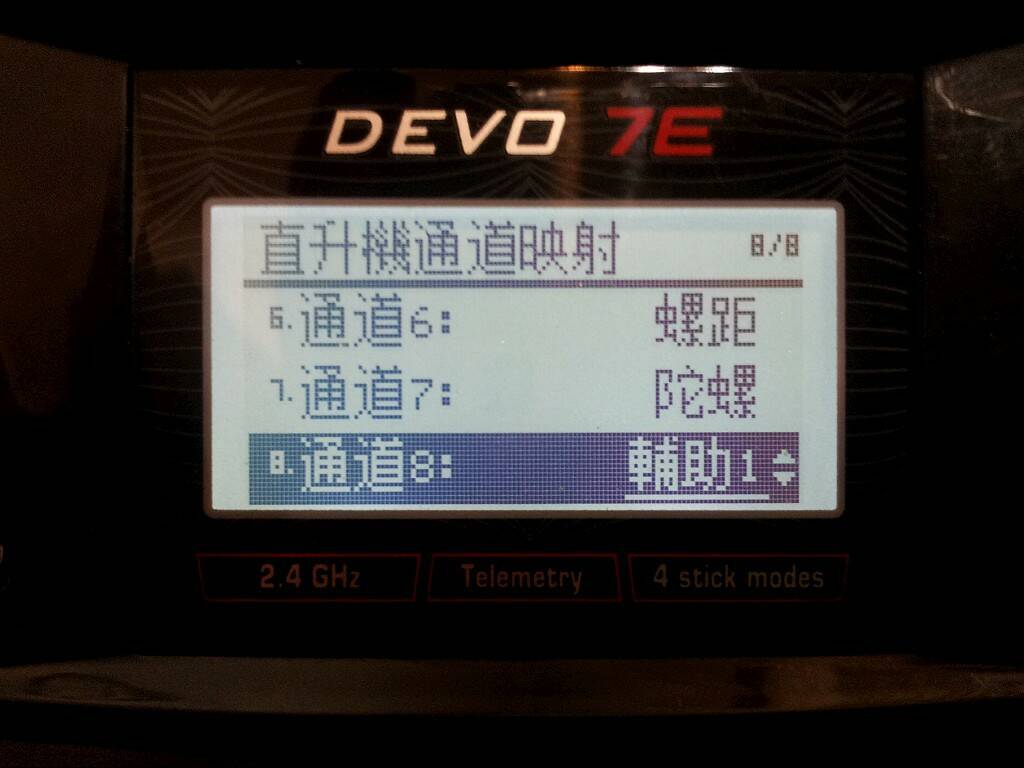 DEVO 7E
直升機通道映射 8/8
6.通道6: 螺距
7.通道7: 陀螺
8.通道8: 輔助1
2.4 GHz Telemetry 4 stick modes